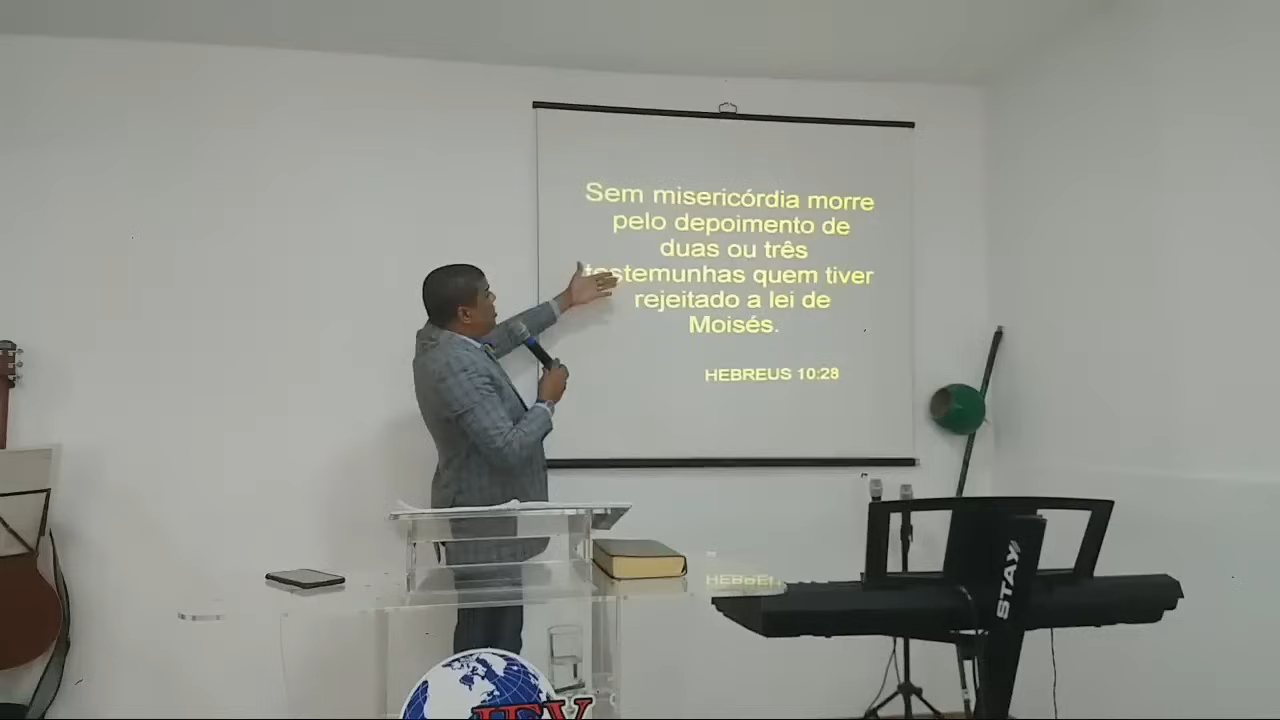 Sem misericórdia morre
pelo depoimento de
duas ou três
testemunhas quem tiver
rejeitado a lei de
Moisés.
HEBREUS 10:28
STAY
IEV